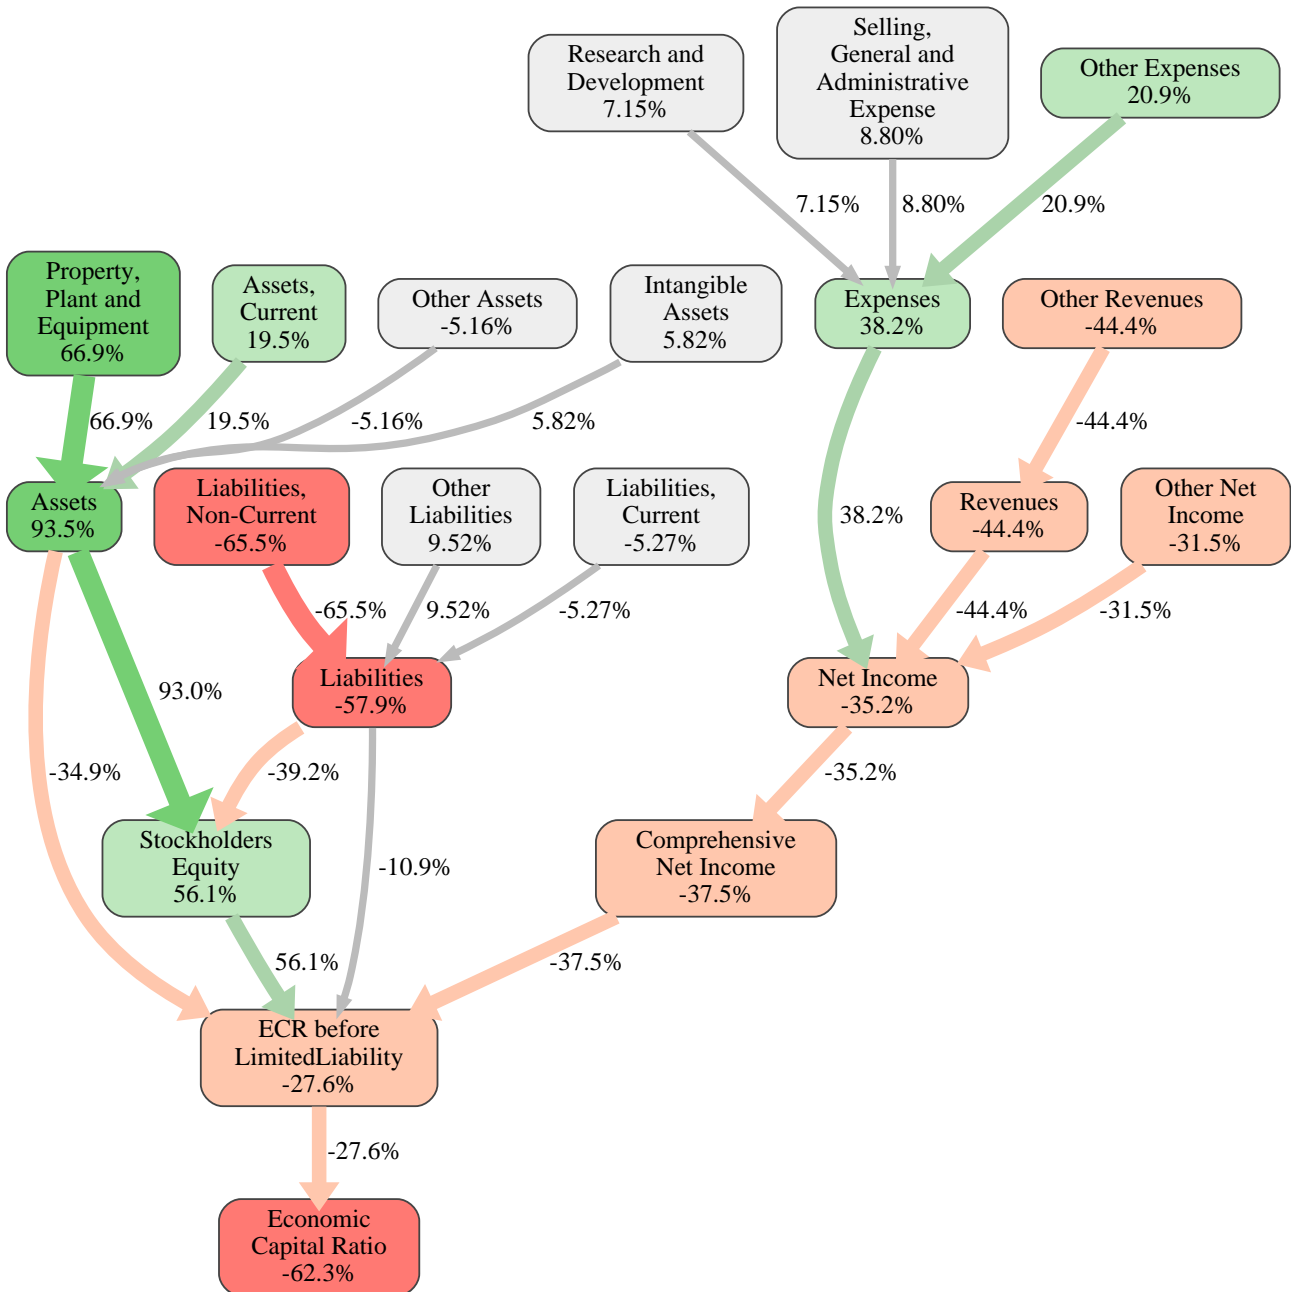 Research and
Development
7.15%
Selling,
General and
Administrative
Expense
8.80%
Other Expenses
20.9%
7.15%
8.80%
20.9%
Property,
Plant and
Equipment
66.9%
Assets,
Current
19.5%
Other Assets
-5.16%
Intangible
Assets
5.82%
Expenses
38.2%
Other Revenues
-44.4%
66.9%
19.5%
-5.16%
5.82%
-44.4%
Assets
93.5%
Liabilities,
Non-Current
-65.5%
Other
Liabilities
9.52%
Liabilities,
Current
-5.27%
38.2%
Revenues
-44.4%
Other Net
Income
-31.5%
-65.5%
9.52%
-5.27%
-44.4%
-31.5%
93.0%
Liabilities
-57.9%
Net Income
-35.2%
-34.9%
-39.2%
-35.2%
Stockholders
Equity
56.1%
-10.9%
Comprehensive
Net Income
-37.5%
56.1%
-37.5%
ECR before
LimitedLiability
-27.6%
-27.6%
Economic
Capital Ratio
-62.3%